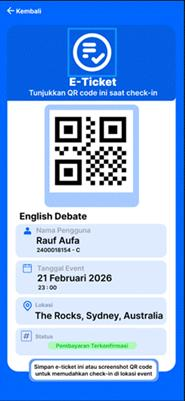 ← Kembali
E-Ticket
Tunjukkan QR code ini saat check-in
English Debate
Nama Pengguna
Rauf Aufa
2400018154 - C
Tanggal Event
21 Februari 2026
23 : 00
Lokasi
The Rocks, Sydney, Australia
Status
Pembayaran Terkonfirmasi
Simpan e-ticket ini atau screenshot QR code
untuk memudahkan check-in di lokasi event